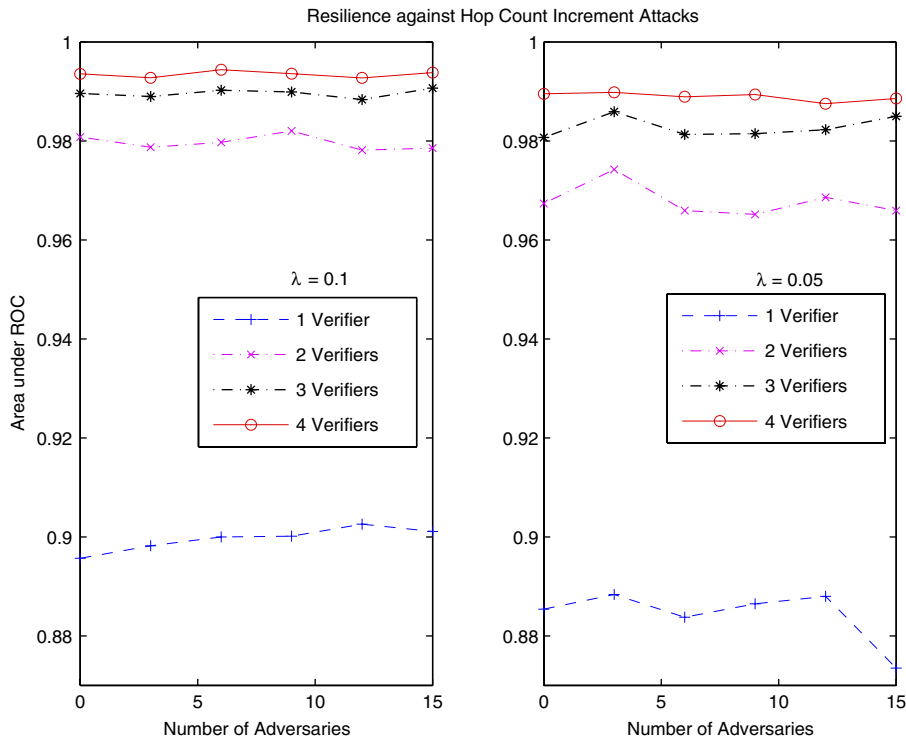 Resilience against Hop Count Increment Attacks
Area under ROC
1
0.98
0.96
0.94
0.92
0.9
0.88
λ = 0.1
1 Verifier
2 Verifiers
3 Verifiers
4 Verifiers
0
5
10
15
Number of Adversaries
1
0.98
0.96
0.94
0.92
0.9
0.88
λ = 0.05
1 Verifier
2 Verifiers
3 Verifiers
4 Verifiers
0
5
10
15
Number of Adversaries